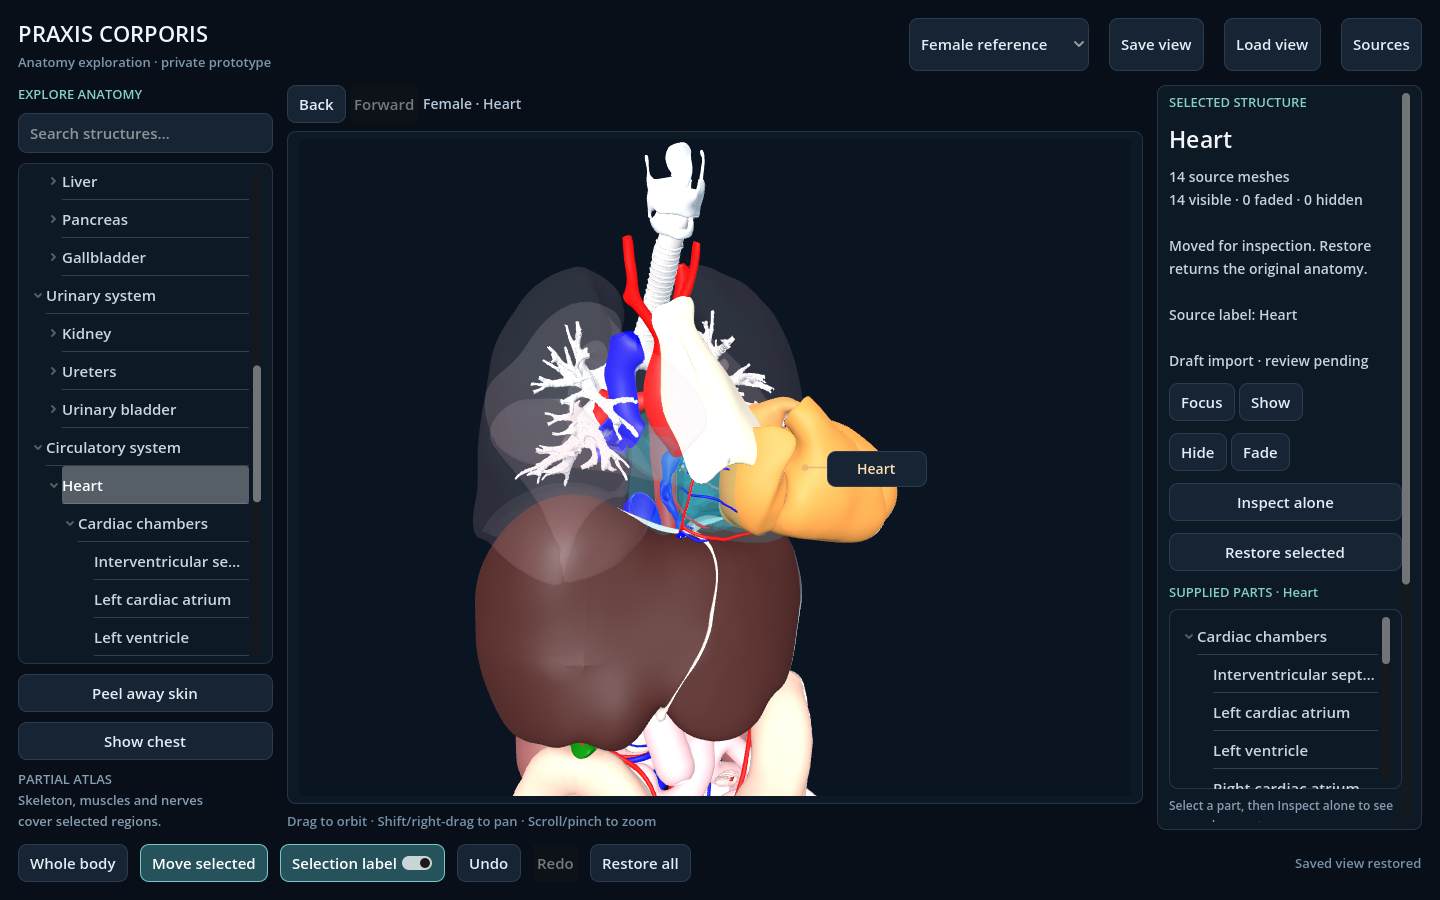 PRAXIS CORPORIS
Anatomy exploration · private prototype
Female reference
Save view
Load view
Sources
EXPLORE ANATOMY
Search structures...
Liver
Pancreas
Gallbladder
Urinary system
Kidney
Ureters
Urinary bladder
Circulatory system
Heart
Cardiac chambers
Interventricular se...
Left cardiac atrium
Left ventricle
Peel away skin
Show chest
PARTIAL ATLAS
Skeleton, muscles and nerves
cover selected regions.
Back
Forward
Female · Heart
Heart
Drag to orbit · Shift/right-drag to pan · Scroll/pinch to zoom
SELECTED STRUCTURE
Heart
14 source meshes
14 visible · 0 faded · 0 hidden
Moved for inspection. Restore
returns the original anatomy.
Source label: Heart
Draft import · review pending
Focus
Show
Hide
Fade
Inspect alone
Restore selected
SUPPLIED PARTS · Heart
Cardiac chambers
Interventricular sept...
Left cardiac atrium
Left ventricle
Right cardiac atrium
Select a part, then Inspect alone to see
Whole body
Move selected
Selection label
Undo
Redo
Restore all
Saved view restored